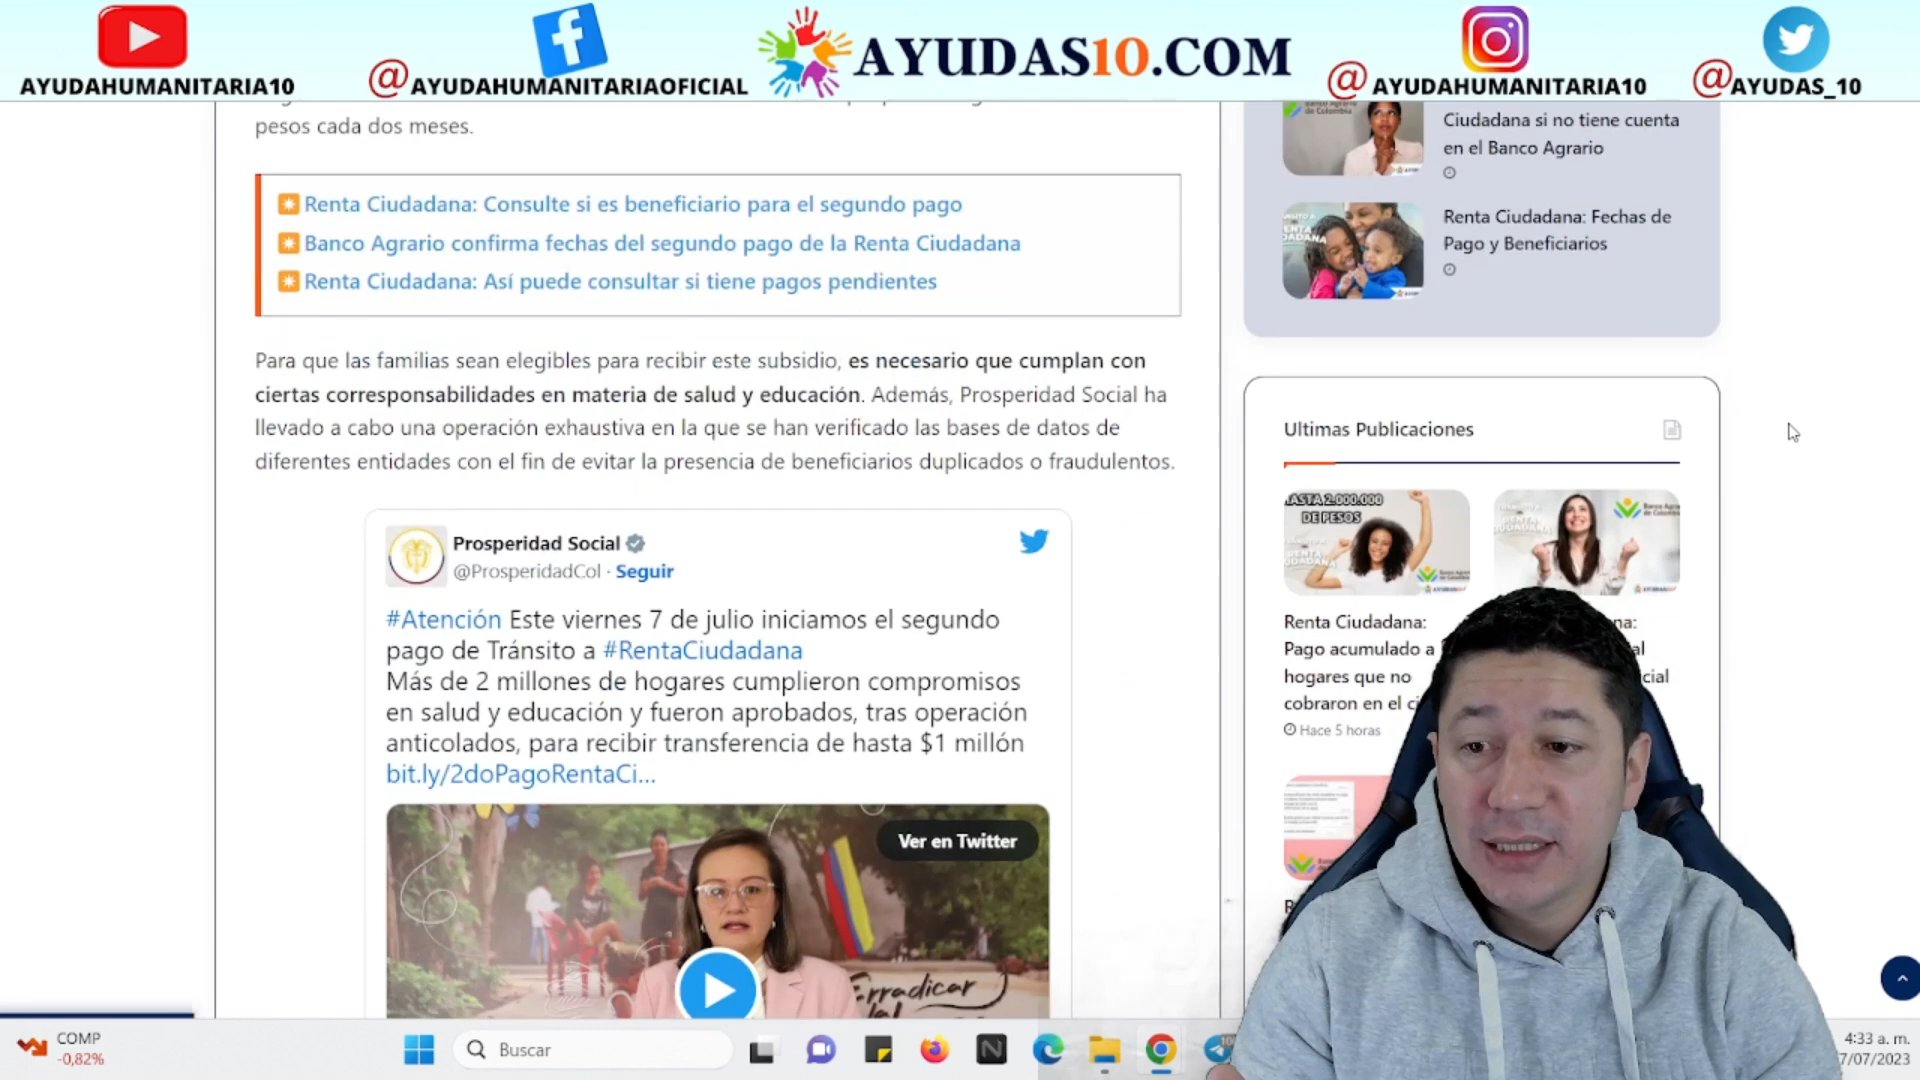 AYUDAHUMANITARIA10
@AYUDAHUMANITARIAOFICIAL
AYUDAS10.COM
@AYUDAHUMANITARIA10
@AYUDAS_10
pesos cada dos meses.
Renta Ciudadana: Consulte si es beneficiario para el segundo pago
Banco Agrario confirma fechas del segundo pago de la Renta Ciudadana
Renta Ciudadana: Así puede consultar si tiene pagos pendientes
Para que las familias sean elegibles para recibir este subsidio, es necesario que cumplan con
ciertas corresponsabilidades en materia de salud y educación. Además, Prosperidad Social ha
llevado a cabo una operación exhaustiva en la que se han verificado las bases de datos de
diferentes entidades con el fin de evitar la presencia de beneficiarios duplicados o fraudulentos.
Prosperidad Social
@ProsperidadCol · Seguir
#Atención Este viernes 7 de julio iniciamos el segundo
pago de Tránsito a #RentaCiudadana
Más de 2 millones de hogares cumplieron compromisos
en salud y educación y fueron aprobados, tras operación
anticolados, para recibir transferencia de hasta $1 millón
bit.ly/2doPagoRentaCi...
Ver en Twitter
Erradicar
Ciudadana si no tiene cuenta
en el Banco Agrario
Renta Ciudadana: Fechas de
Pago y Beneficiarios
Ultimas Publicaciones
HASTA 2.000.000
DE PESOS
Renta Ciudadana:
Pago acumulado a
hogares que no
cobraron en el ci
Hace 5 horas
na:
al
cial
COMP
-0,82%
Buscar
4:33 a. m.
7/07/2023